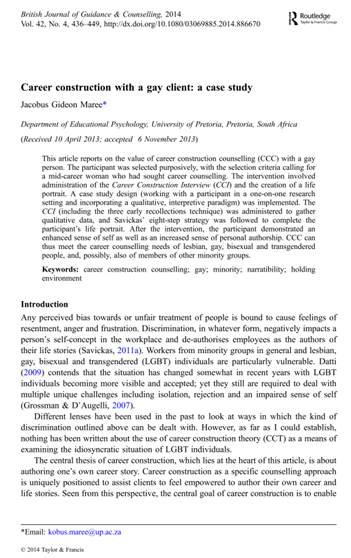 British Journal of Guidance & Counselling, 2014
Vol. 42, No. 4, 436–449, http://dx.doi.org/10.1080/03069885.2014.886670
Routledge
Taylor & Francis Group
Career construction with a gay client: a case study
Jacobus Gideon Maree*
Department of Educational Psychology, University of Pretoria, Pretoria, South Africa
(Received 10 April 2013; accepted 6 November 2013)
This article reports on the value of career construction counselling (CCC) with a gay
person. The participant was selected purposively, with the selection criteria calling for
a mid-career woman who had sought career counselling. The intervention involved
administration of the Career Construction Interview (CCI) and the creation of a life
portrait. A case study design (working with a participant in a one-on-one research
setting and incorporating a qualitative, interpretive paradigm) was implemented. The
CCI (including the three early recollections technique) was administered to gather
qualitative data, and Savickas' eight-step strategy was followed to complete the
participant's life portrait. After the intervention, the participant demonstrated an
enhanced sense of self as well as an increased sense of personal authorship. CCC can
thus meet the career counselling needs of lesbian, gay, bisexual and transgendered
people, and, possibly, also of members of other minority groups.
Keywords: career construction counselling; gay; minority; narratibility; holding
environment
Introduction
Any perceived bias towards or unfair treatment of people is bound to cause feelings of
resentment, anger and frustration. Discrimination, in whatever form, negatively impacts a
person's self-concept in the workplace and de-authorises employees as the authors of
their life stories (Savickas, 2011a). Workers from minority groups in general and lesbian,
gay, bisexual and transgendered (LGBT) individuals are particularly vulnerable. Datti
(2009) contends that the situation has changed somewhat in recent years with LGBT
individuals becoming more visible and accepted; yet they still are required to deal with
multiple unique challenges including isolation, rejection and an impaired sense of self
(Grossman & D'Augelli, 2007).
Different lenses have been used in the past to look at ways in which the kind of
discrimination outlined above can be dealt with. However, as far as I could establish,
nothing has been written about the use of career construction theory (CCT) as a means of
examining the idiosyncratic situation of LGBT individuals.
The central thesis of career construction, which lies at the heart of this article, is about
authoring one's own career story. Career construction as a specific counselling approach
is uniquely positioned to assist clients to feel empowered to author their own career and
life stories. Seen from this perspective, the central goal of career construction is to enable
*Email: kobus.maree@up.ac.za
© 2014 Taylor & Francis